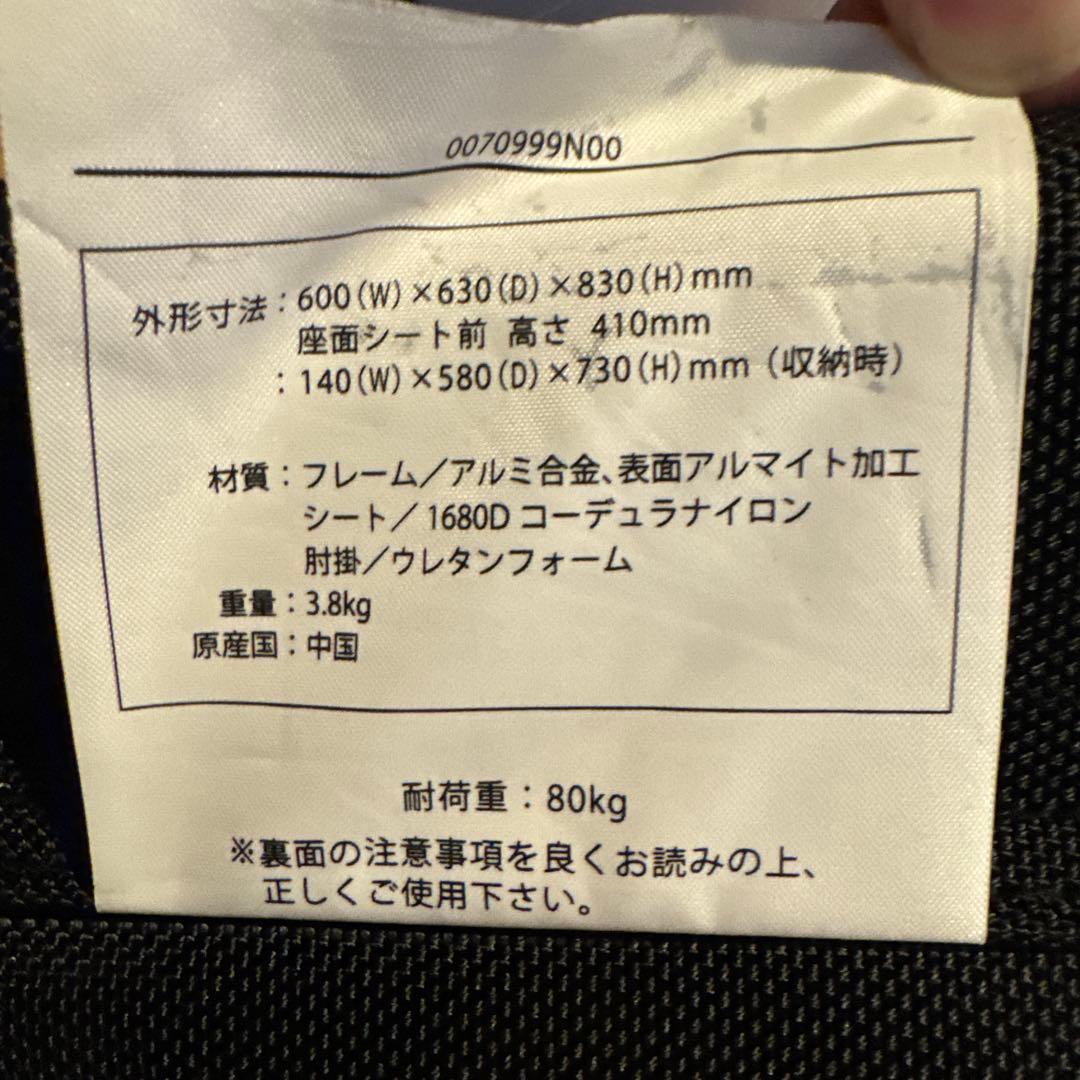 0070999N00
外形寸法：600(W)×630(D)×830(H)mm
座面シート前 高さ 410mm
：140(W)×580(D)×730(H)mm（収納時）
材質：フレーム／アルミ合金、表面アルマイト加工
シート／1680Dコーデュラナイロン
肘掛／ウレタンフォーム
重量：3.8kg
原産国：中国
耐荷重：80kg
※裏面の注意事項を良くお読みの上、
正しくご使用下さい。